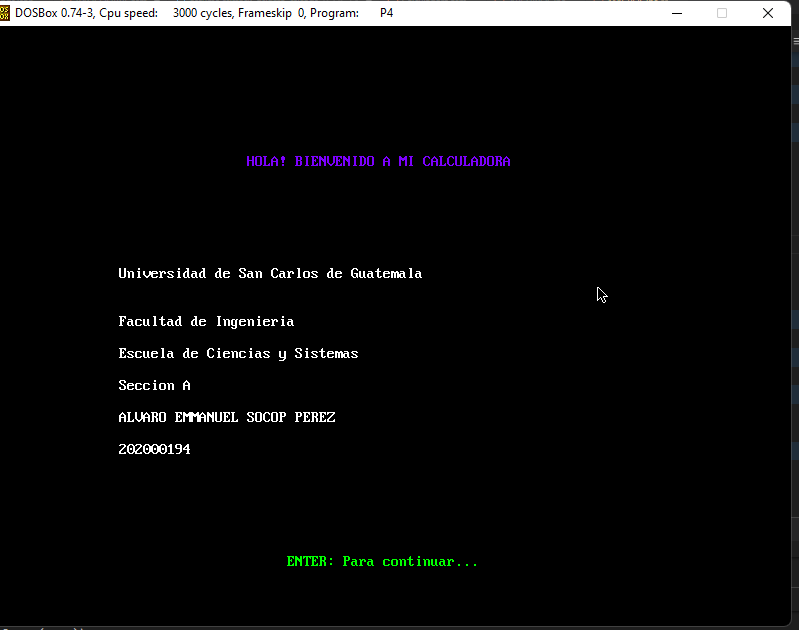 DOSBox 0.74-3, Cpu speed: 3000 cycles, Frameskip 0, Program: P4
HOLA! BIENVENIDO A MI CALCULADORA
Universidad de San Carlos de Guatemala
Facultad de Ingenieria
Escuela de Ciencias y Sistemas
Seccion A
ALVARO EMMANUEL SOCOP PEREZ
202000194
ENTER: Para continuar...